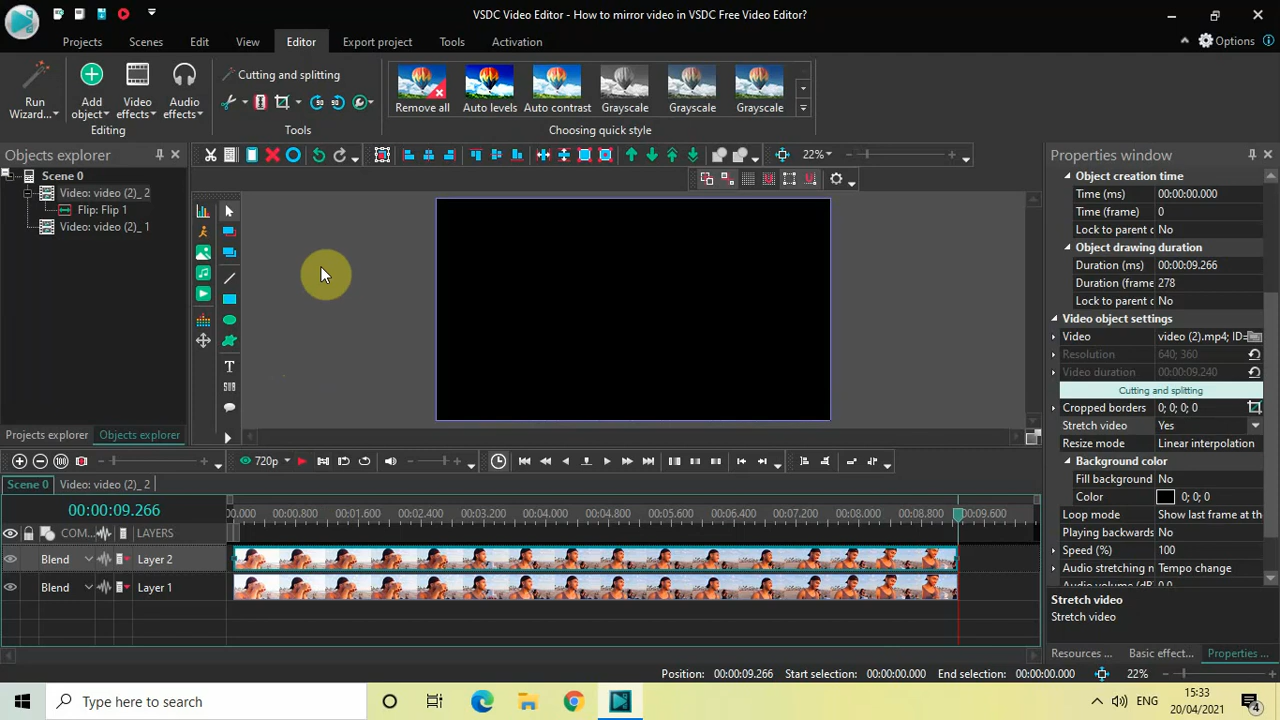 VSDC Video Editor - How to mirror video in VSDC Free Video Editor?
Projects Scenes Edit View Editor Export project Tools Activation
Options
Run Wizard...
Add object
Video effects
Audio effects
Editing
Cutting and splitting
Tools
Remove all Auto levels Auto contrast Grayscale Grayscale Grayscale
Choosing quick style
Objects explorer
22%
Scene 0
Video: video (2)_ 2
Flip: Flip 1
Video: video (2)_ 1
Projects explorer Objects explorer
T
SUB
Properties window
Object creation time
Time (ms) 00:00:00.000
Time (frame) 0
Lock to parent d No
Object drawing duration
Duration (ms) 00:00:09.266
Duration (frame 278
Lock to parent d No
Video object settings
Video video (2).mp4; ID=
Resolution 640; 360
Video duration 00:00:09.240
Cutting and splitting
Cropped borders 0; 0; 0; 0
Stretch video Yes
Resize mode Linear interpolation
Background color
Fill background No
Color 0; 0; 0
Loop mode Show last frame at th
Playing backwards No
Speed (%) 100
Audio stretching m Tempo change
Audio volume (dB) 0.0
Stretch video
Stretch video
Resources ... Basic effect... Properties ...
720p
Scene 0 Video: video (2)_ 2
00:00:09.266
.000 00:00.800 00:01.600 00:02.400 00:03.200 00:04.000 00:04.800 00:05.600 00:06.400 00:07.200 00:08.000 00:08.800 00:09.600
COM... LAYERS
Blend Layer 2
Blend Layer 1
Position: 00:00:09.266 Start selection: 00:00:00.000 End selection: 00:00:00.000 22%
Type here to search
ENG
15:33
20/04/2021
4